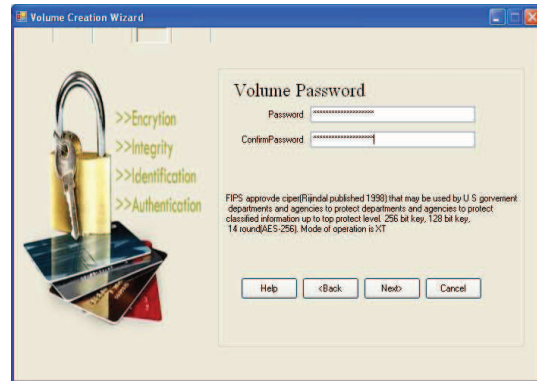 Volume Creation Wizard
>>Encrytion
>>Integrity
>>Identification
>>Authentication
Volume Password
Password
********************
ConfirmPassword
********************
FIPS approvde ciper(Rijindal published 1998) that may be used by U S gorverment
departments and agencies to protect departments and agencies to protect
classified information up to top protect level. 256 bit key, 128 bit key,
14 round(AES-256). Mode of operation is XT
Help
<Back
Next>
Cancel